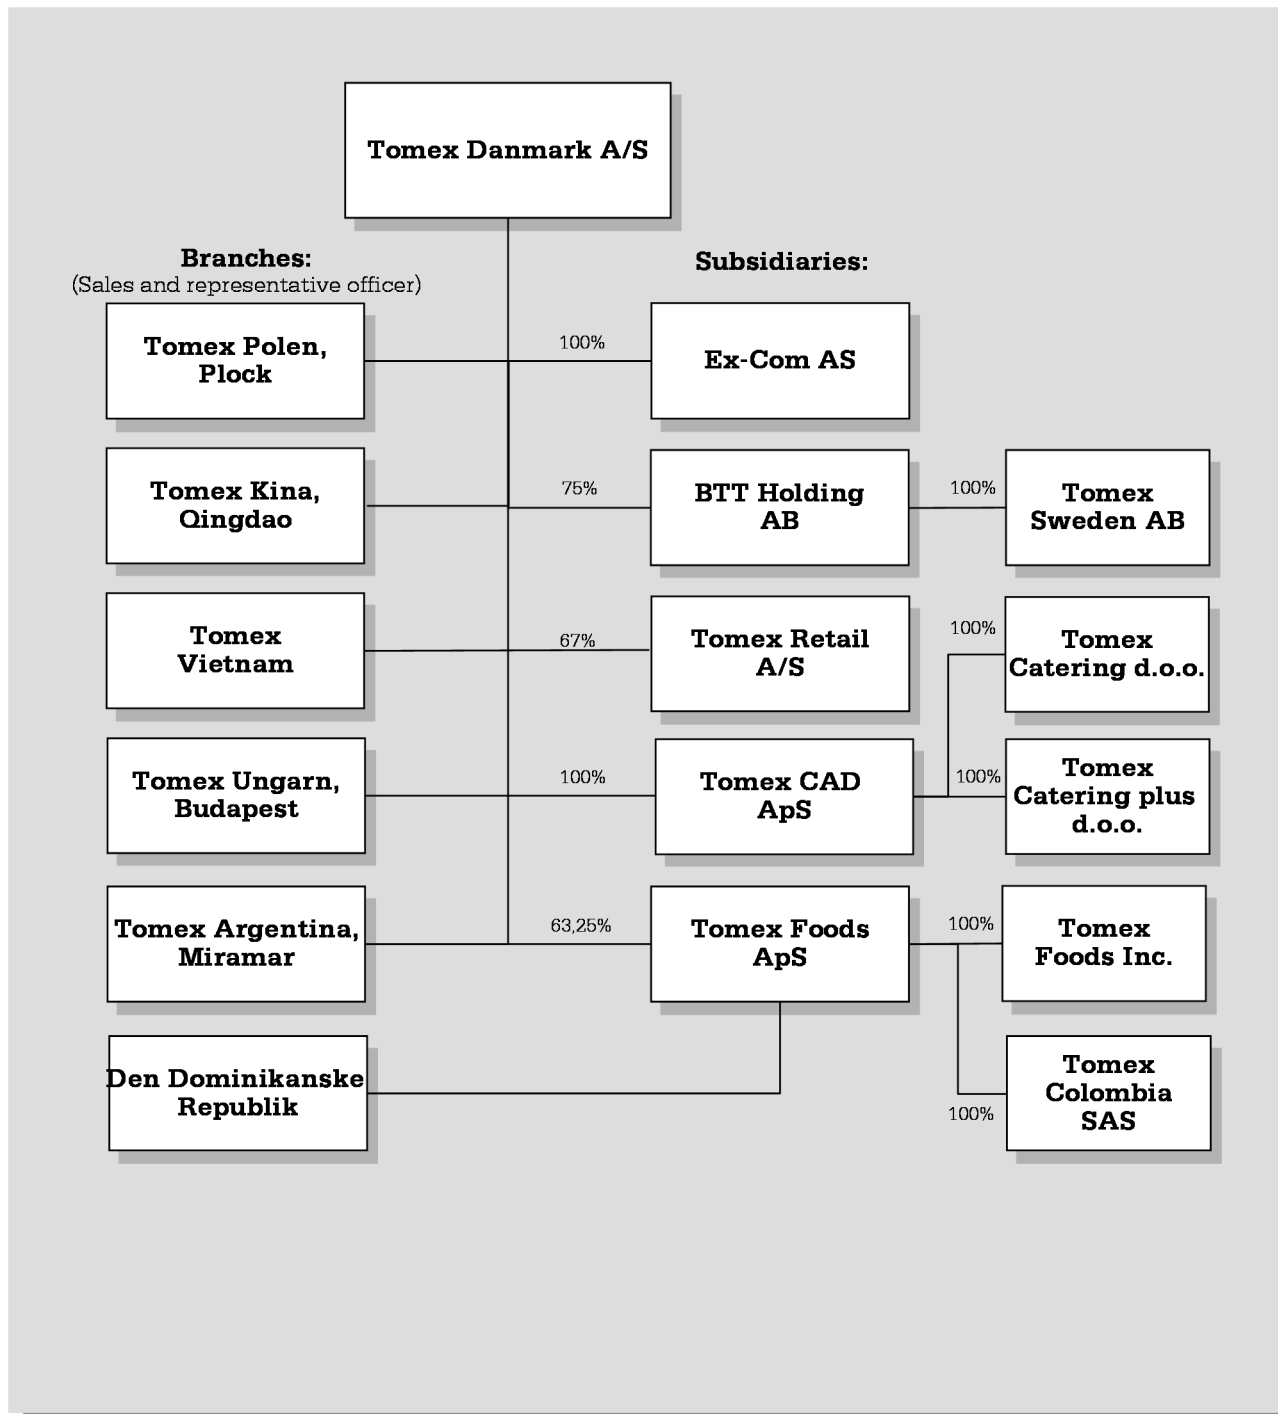 Tomex Danmark A/S
Branches:
(Sales and representative officer)
Subsidiaries:
Tomex Polen,
Plock
100%
Ex-Com AS
Tomex Kina,
Qingdao
75%
BTT Holding
AB
100%
Tomex
Sweden AB
Tomex
Vietnam
67%
Tomex Retail
A/S
100%
Tomex
Catering d.o.o.
Tomex Ungarn,
Budapest
100%
Tomex CAD
ApS
100%
Tomex
Catering plus
d.o.o.
Tomex Argentina,
Miramar
63,25%
Tomex Foods
ApS
100%
Tomex
Foods Inc.
Den Dominikanske
Republik
100%
Tomex
Colombia
SAS